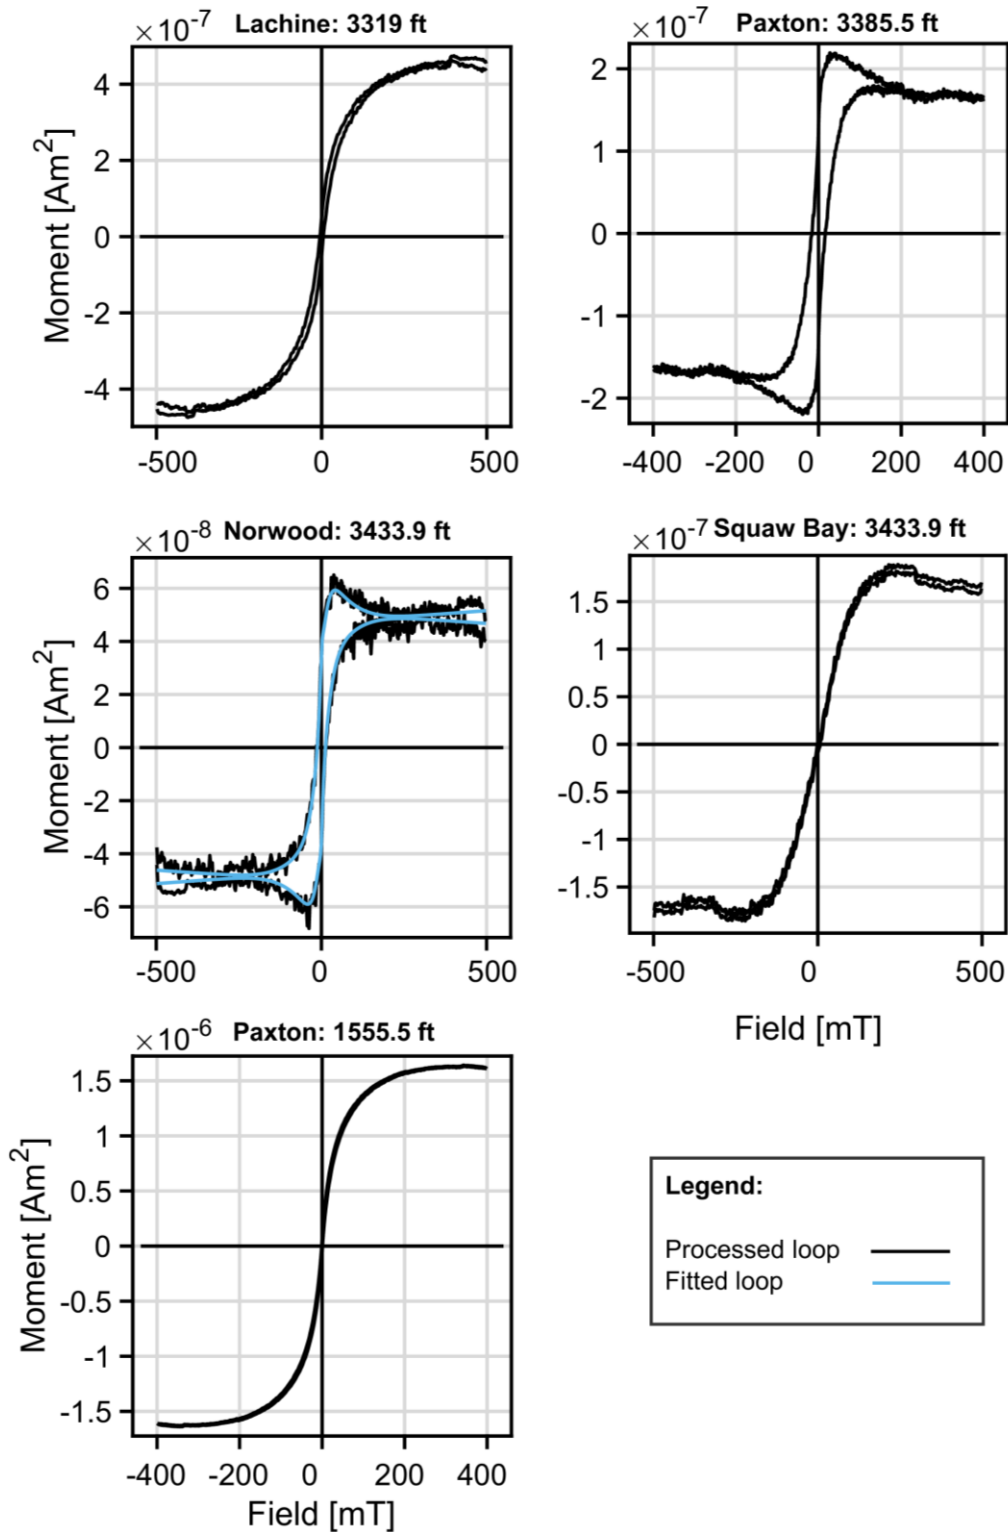 ×10⁻⁷ Lachine: 3319 ft
Moment [Am²]
4
2
0
-2
-4
-500 0 500
×10⁻⁷ Paxton: 3385.5 ft
2
1
0
-1
-2
-400 -200 0 200 400
×10⁻⁸ Norwood: 3433.9 ft
Moment [Am²]
6
4
2
0
-2
-4
-6
-500 0 500
×10⁻⁷ Squaw Bay: 3433.9 ft
1.5
1
0.5
0
-0.5
-1
-1.5
-500 0 500
Field [mT]
×10⁻⁶ Paxton: 1555.5 ft
Moment [Am²]
1.5
1
0.5
0
-0.5
-1
-1.5
-400 -200 0 200 400
Field [mT]
Legend:
Processed loop
Fitted loop